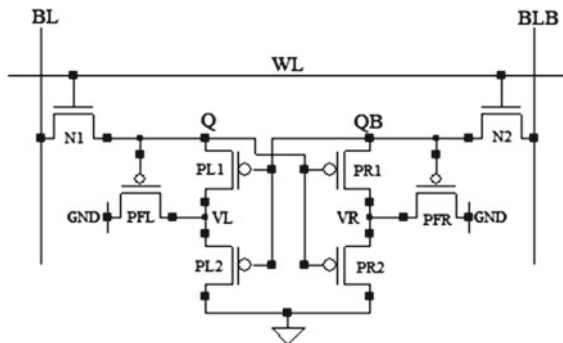 BL BLB
WL
N1 Q QB N2
PL1 PR1
GND PFL VL VR PFR GND
PL2 PR2